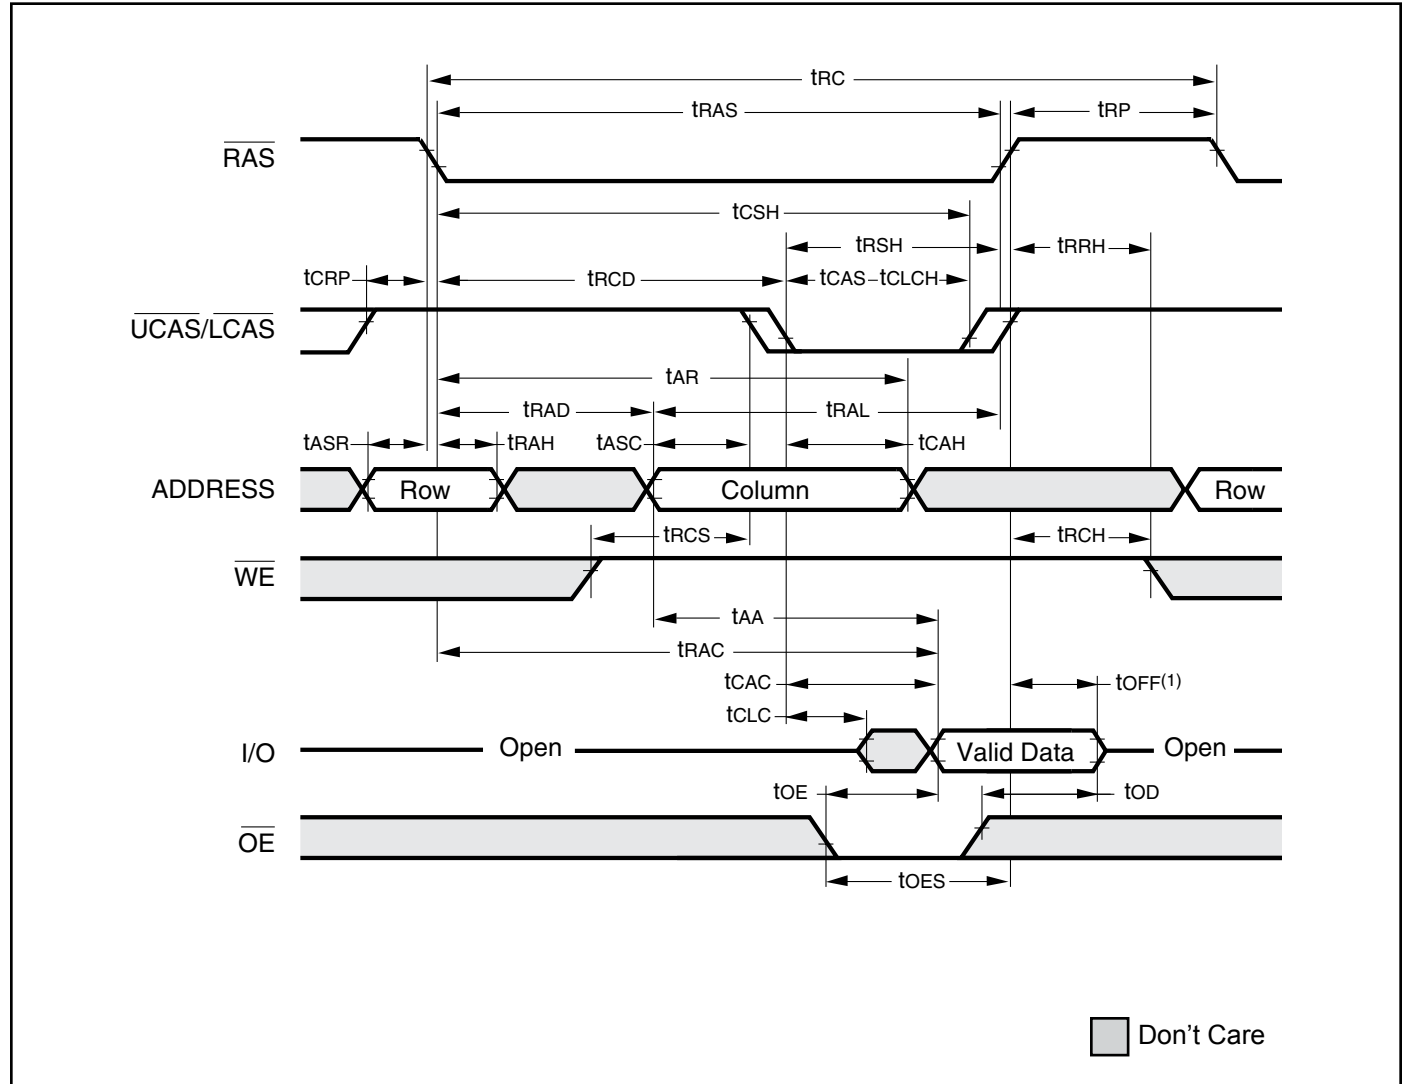 tRC
tRAS
tRP
RAS
tCSH
tRSH
tRRH
tCRP
tRCD
tCAS
tCLCH
UCAS/LCAS
tAR
tRAD
tRAL
tASR
tRAH
tASC
tCAH
ADDRESS
Row
Column
Row
tRCS
tRCH
WE
tAA
tRAC
tCAC
tOFF(1)
tCLC
I/O
Open
Valid Data
Open
tOE
tOD
OE
tOES
Don't Care